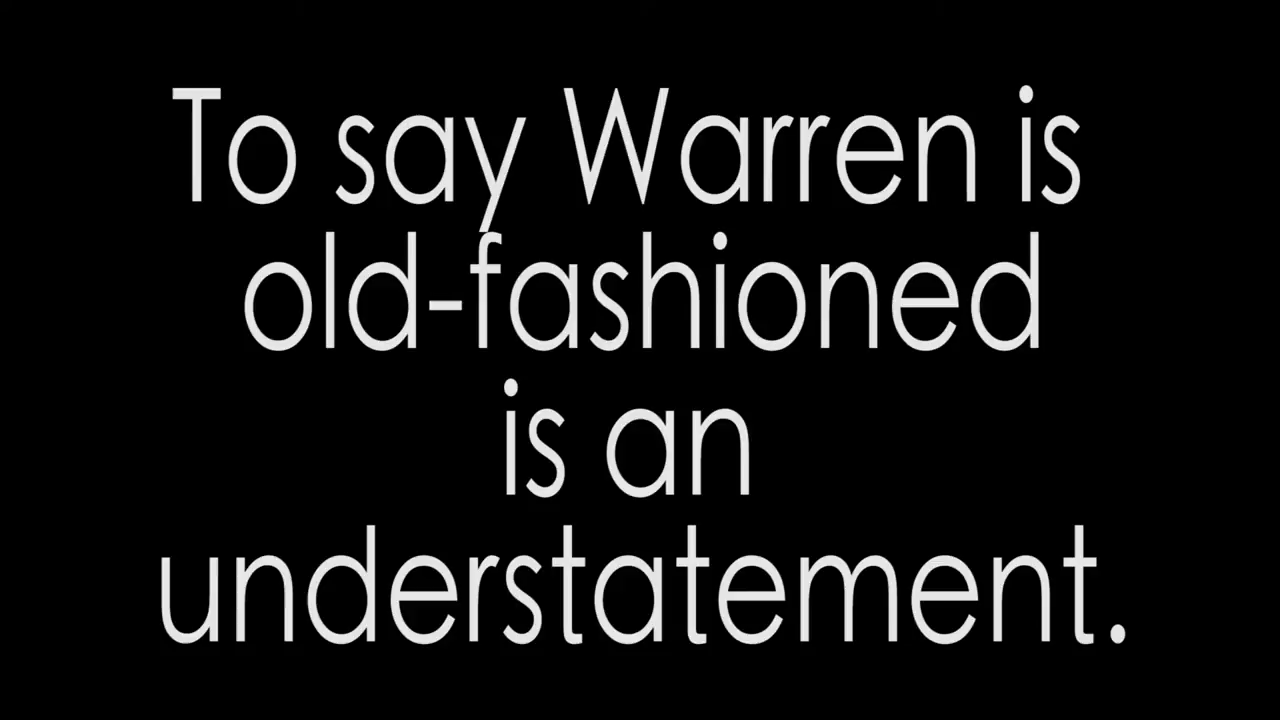 To say Warren is
old-fashioned
is an
understatement.